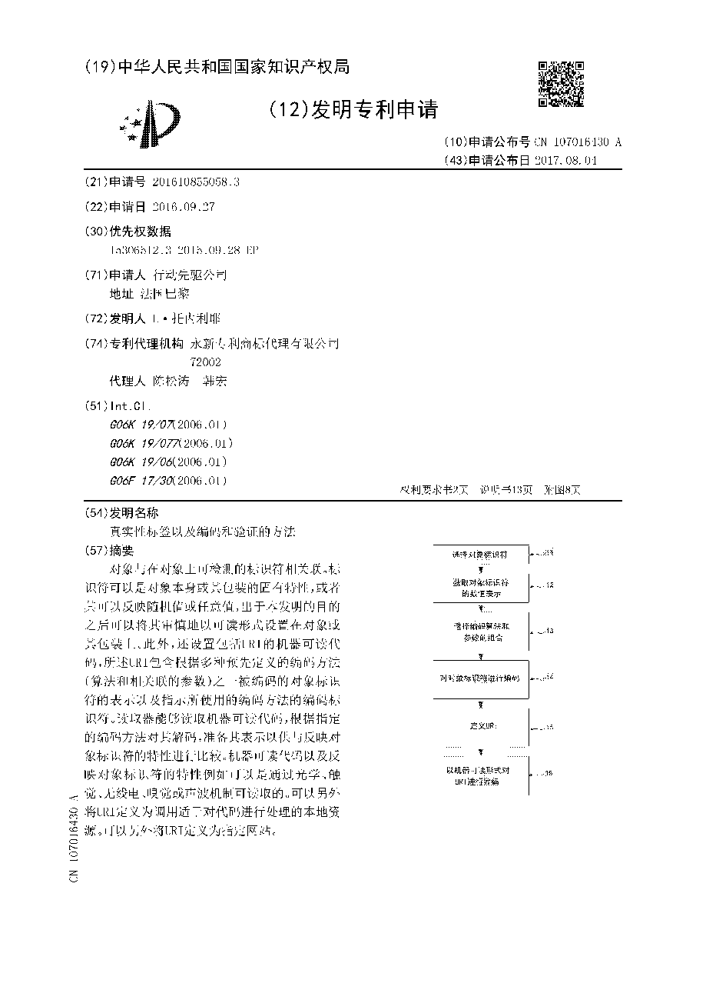 (19)中华人民共和国国家知识产权局
(12)发明专利申请
(10)申请公布号 CN 107016430 A
(43)申请公布日 2017.08.04
(21)申请号 201610855058.3
(22)申请日 2016.09.27
(30)优先权数据
15306512.3 2015.09.28 EP
(71)申请人 行动先驱公司
地址 法国巴黎
(72)发明人 L·托内利耶
(74)专利代理机构 永新专利商标代理有限公司
72002
代理人 陈松涛 韩宏
(51)Int.Cl.
G06K 19/07(2006.01)
G06K 19/077(2006.01)
G06K 19/06(2006.01)
G06F 17/30(2006.01)
权利要求书2页 说明书13页 附图8页
(54)发明名称
真实性标签以及编码和验证的方法
(57)摘要
对象与在对象上可检测的标识符相关联。标
识符可以是对象本身或其包装的固有特性,或者
其可以反映随机值或任意值,出于本发明的目的
之后可以将其审慎地以可读形式设置在对象或
其包装上。此外,还设置包括URI的机器可读代
码,所述URI包含根据多种预先定义的编码方法
(算法和相关联的参数)之一被编码的对象标识
符的表示以及指示所使用的编码方法的编码标
识符。读取器能够读取机器可读代码,根据指定
的编码方法对其解码,准备其表示以供与反映对
象标识符的特性进行比较。机器可读代码以及反
映对象标识符的特性例如可以是通过光学、触
觉、无线电、嗅觉或声波机制可读取的。可以另外
将URI定义为调用适于对代码进行处理的本地资
源。可以另外将URI定义为指定网站。
选择对象标识符
获取对象标识符
的数值表示
12
选择编码算法和
参数的组合
13
对对象标识符进行编码
14
定义URI
15
以机器可读形式对
URI进行编码
16
CN 107016430 A